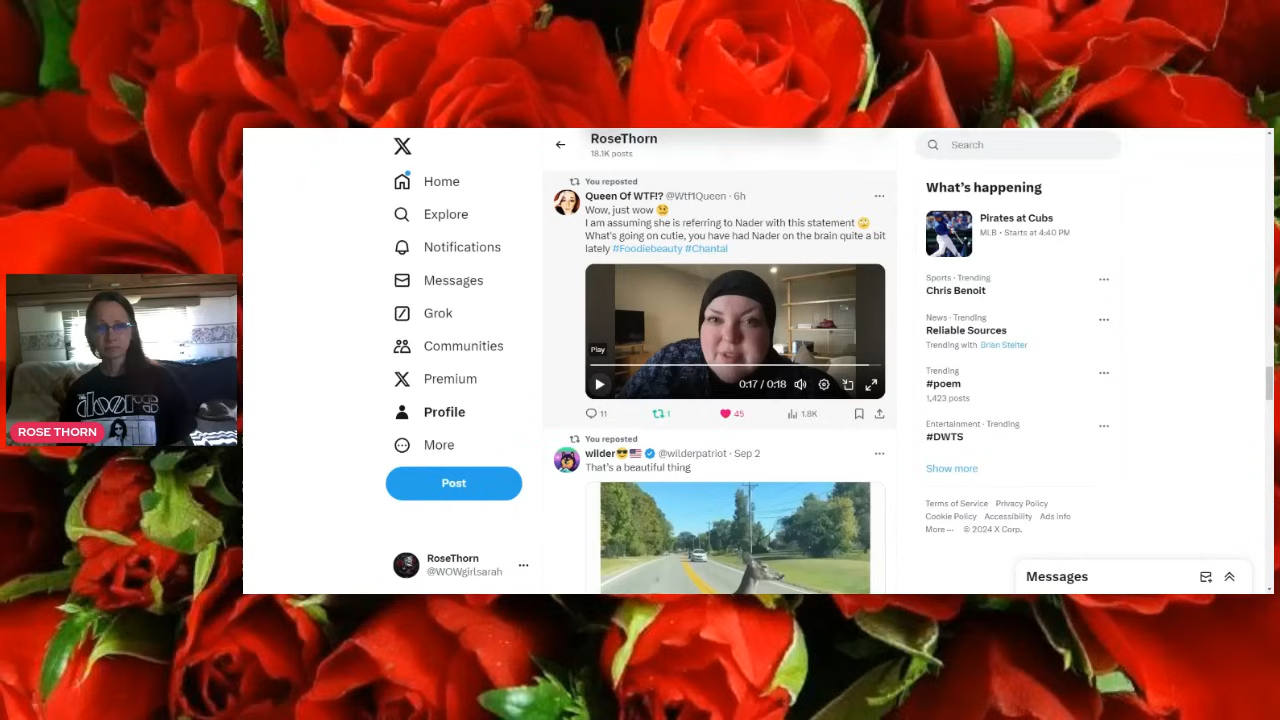 RoseThorn
18.1K posts
Home
Explore
Notifications
Messages
Grok
Communities
Premium
Profile
More
Post
RoseThorn
@WOWgirlsarah
You reposted
Queen Of WTF!? @Wtf1Queen · 6h
Wow, just wow
I am assuming she is referring to Nader with this statement
What's going on cutie, you have had Nader on the brain quite a bit
lately #Foodiebeauty #Chantal
Play
0:17 / 0:18
11
1
45
1.8K
You reposted
wilder @wilderpatriot · Sep 2
That's a beautiful thing
Search
What's happening
Pirates at Cubs
MLB · Starts at 4:40 PM
Sports · Trending
Chris Benoit
News · Trending
Reliable Sources
Trending with Brian Stelter
Trending
#poem
1,423 posts
Entertainment · Trending
#DWTS
Show more
Terms of Service Privacy Policy
Cookie Policy Accessibility Ads info
More ··· © 2024 X Corp.
Messages
the doors
ROSE THORN